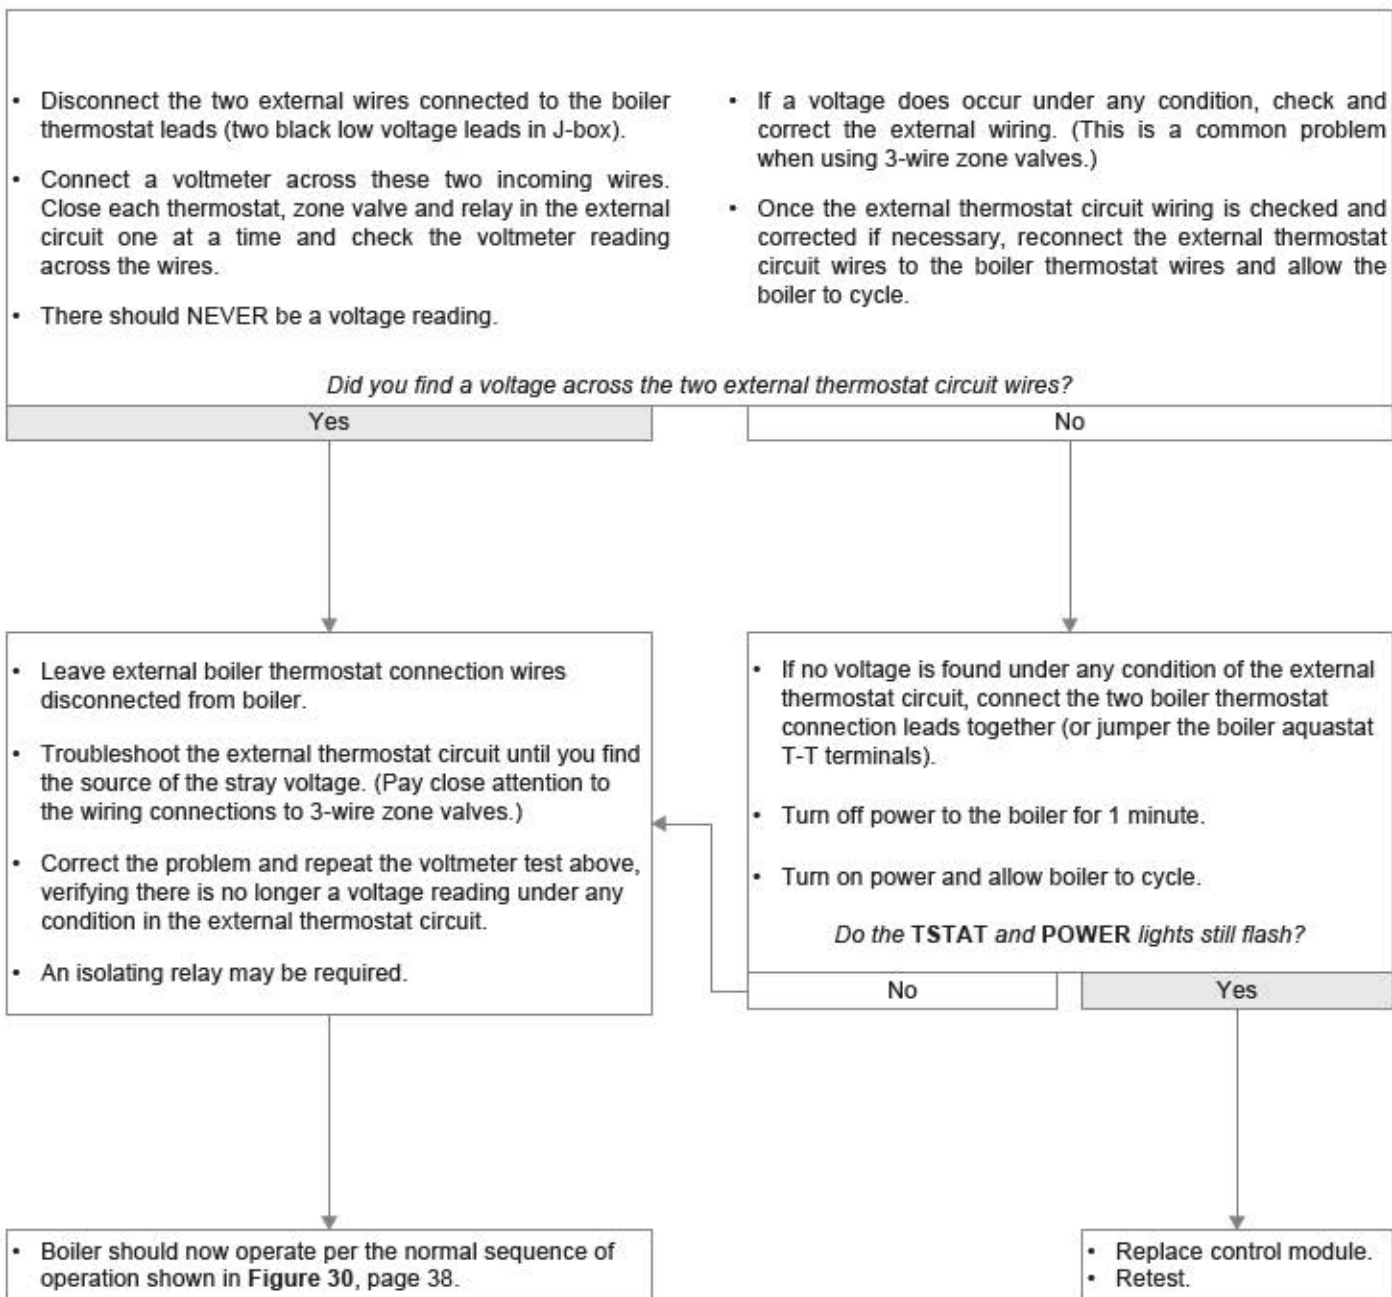 • Disconnect the two external wires connected to the boiler
thermostat leads (two black low voltage leads in J-box).
• Connect a voltmeter across these two incoming wires.
Close each thermostat, zone valve and relay in the external
circuit one at a time and check the voltmeter reading
across the wires.
• There should NEVER be a voltage reading.
• If a voltage does occur under any condition, check and
correct the external wiring. (This is a common problem
when using 3-wire zone valves.)
• Once the external thermostat circuit wiring is checked and
corrected if necessary, reconnect the external thermostat
circuit wires to the boiler thermostat wires and allow the
boiler to cycle.
Did you find a voltage across the two external thermostat circuit wires?
Yes
No
• Leave external boiler thermostat connection wires
disconnected from boiler.
• Troubleshoot the external thermostat circuit until you find
the source of the stray voltage. (Pay close attention to
the wiring connections to 3-wire zone valves.)
• Correct the problem and repeat the voltmeter test above,
verifying there is no longer a voltage reading under any
condition in the external thermostat circuit.
• An isolating relay may be required.
• If no voltage is found under any condition of the external
thermostat circuit, connect the two boiler thermostat
connection leads together (or jumper the boiler aquastat
T-T terminals).
• Turn off power to the boiler for 1 minute.
• Turn on power and allow boiler to cycle.
Do the TSTAT and POWER lights still flash?
No
Yes
• Boiler should now operate per the normal sequence of
operation shown in Figure 30, page 38.
• Replace control module.
• Retest.